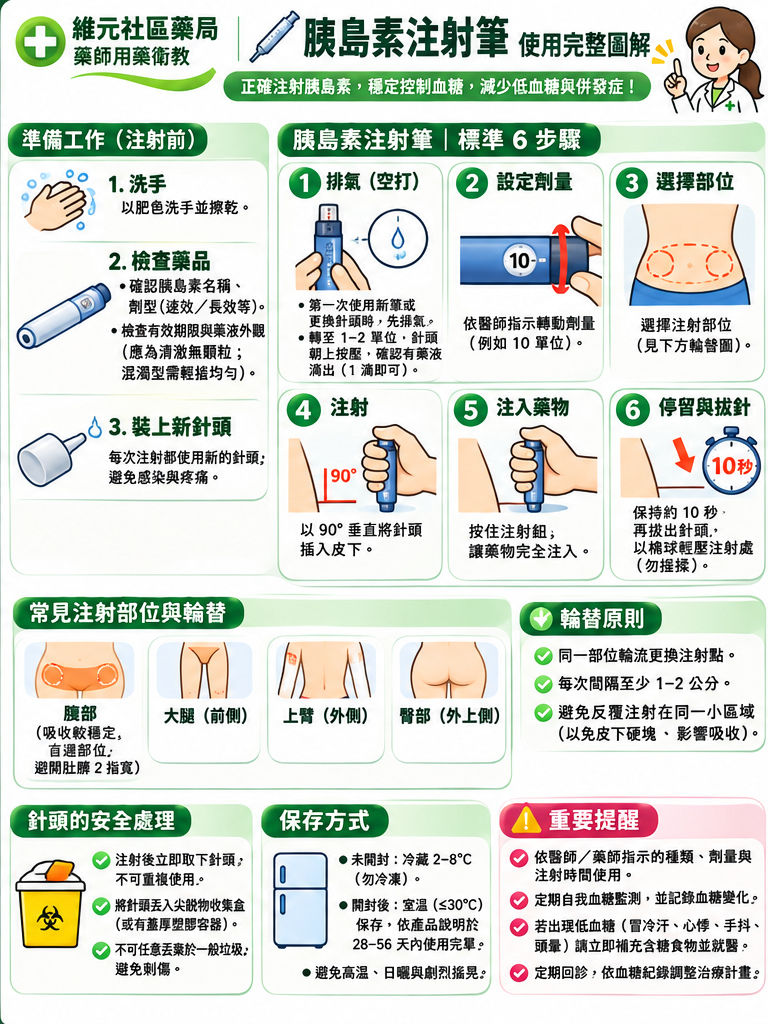 維元社區藥局
藥師用藥衛教
胰島素注射筆 使用完整圖解
正確注射胰島素，穩定控制血糖，減少低血糖與併發症！
準備工作（注射前）
1. 洗手
以肥色洗手並擦乾。
2. 檢查藥品
• 確認胰島素名稱、
劑型（速效／長效等）。
• 檢查有效期限與藥液外觀
（應為清澈無顆粒；
混濁型需輕搖均勻）。
3. 裝上新針頭
每次注射都使用新的針頭；
避免感染與疼痛。
胰島素注射筆｜標準 6 步驟
1 排氣（空打）
• 第一次使用新筆或
更換針頭時，先排氣。
• 轉至 1-2 單位，針頭
朝上按壓，確認有藥液
滴出（1 滴即可）。
2 設定劑量
10
依醫師指示轉動劑量
（例如 10 單位）。
3 選擇部位
選擇注射部位
（見下方輪替圖）。
4 注射
90°
以 90° 垂直將針頭
插入皮下。
5 注入藥物
按住注射鈕；
讓藥物完全注入。
6 停留與拔針
10秒
保持約 10 秒，
再拔出針頭，
以棉球輕壓注射處
（勿搓揉）。
常見注射部位與輪替
腹部
（吸收較穩定，
首選部位；
避開肚臍 2 指寬）
大腿（前側）
上臂（外側）
臀部（外上側）
輪替原則
同一部位輪流更換注射點。
每次間隔至少 1-2 公分。
避免反覆注射在同一小區域
（以免皮下硬塊、影響吸收）。
針頭的安全處理
注射後立即取下針頭；
不可重複使用。
將針頭丟入尖脫物收集盒
（或有蓋厚塑膠容器）。
不可任意丟棄於一般垃圾；
避免刺傷。
保存方式
• 未開封：冷藏 2-8°C
（勿冷凍）。
• 開封後：室溫（≤30°C）
保存，依產品說明於
28-56 天內使用完畢。
• 避免高溫、日曬與劇烈搖晃。
重要提醒
依醫師／藥師指示的種類、劑量與
注射時間使用。
定期自我血糖監測，並記錄血糖變化。
若出現低血糖（冒冷汗、心悸、手抖、
頭暈）請立即補充含糖食物並就醫。
定期回診，依血糖紀錄調整治療計畫。